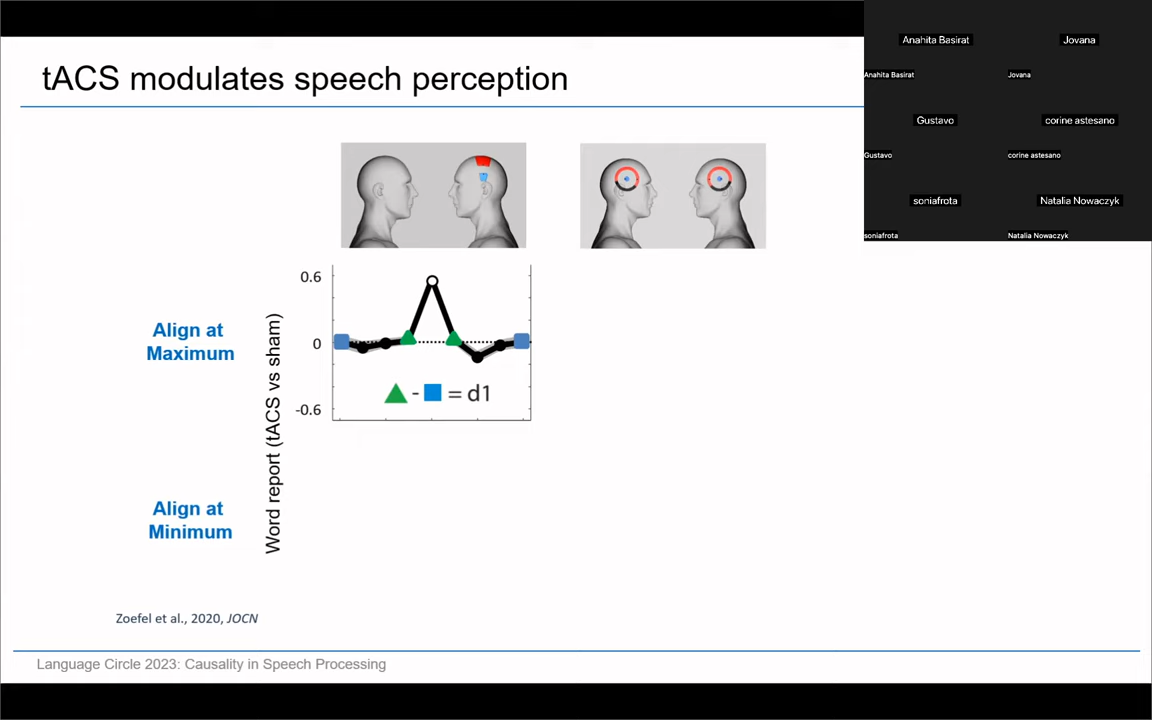 tACS modulates speech perception
Anahita Basirat
Jovana
Anahita Basirat
Jovana
Gustavo
corine astesano
Gustavo
corine astesano
soniafrota
Natalia Nowaczyk
soniafrota
Natalia Nowaczyk
Align at
Maximum
Align at
Minimum
Word report (tACS vs sham)
0.6
0
-0.6
- = d1
Zoefel et al., 2020, JOCN
Language Circle 2023: Causality in Speech Processing